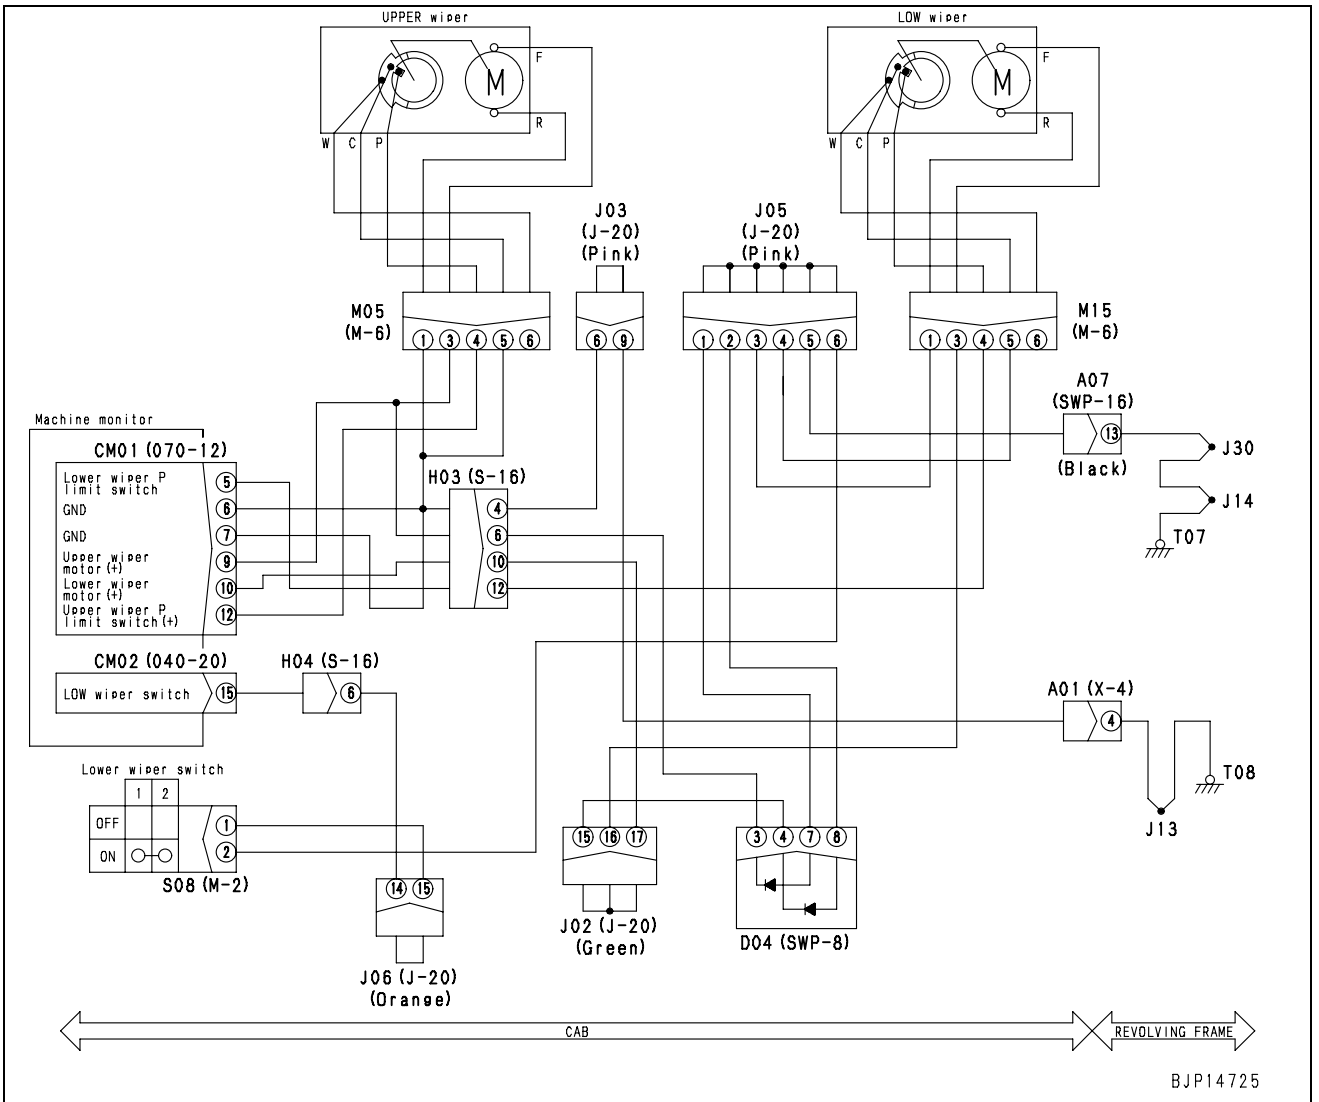 UPPER wiper
LOW wiper
M
F
R
W C P
M
F
R
W C P
J03
(J-20)
(Pink)
J05
(J-20)
(Pink)
M05
(M-6)
1 3 4 5 6
6 9
1 2 3 4 5 6
1 3 4 5 6
M15
(M-6)
A07
(SWP-16)
13
(Black)
J30
J14
T07
Machine monitor
CM01 (070-12)
Lower wiper P
limit switch
5
GND
6
GND
7
Upper wiper
motor (+)
9
Lower wiper
motor (+)
10
Upper wiper P
limit switch (+)
12
H03 (S-16)
4
6
10
12
CM02 (040-20)
LOW wiper switch
15
H04 (S-16)
6
A01 (X-4)
4
T08
J13
Lower wiper switch
1 2
OFF
ON
1
2
S08 (M-2)
14 15
J06 (J-20)
(Orange)
15 16 17
J02 (J-20)
(Green)
3 4 7 8
D04 (SWP-8)
CAB
REVOLVING FRAME
BJP14725